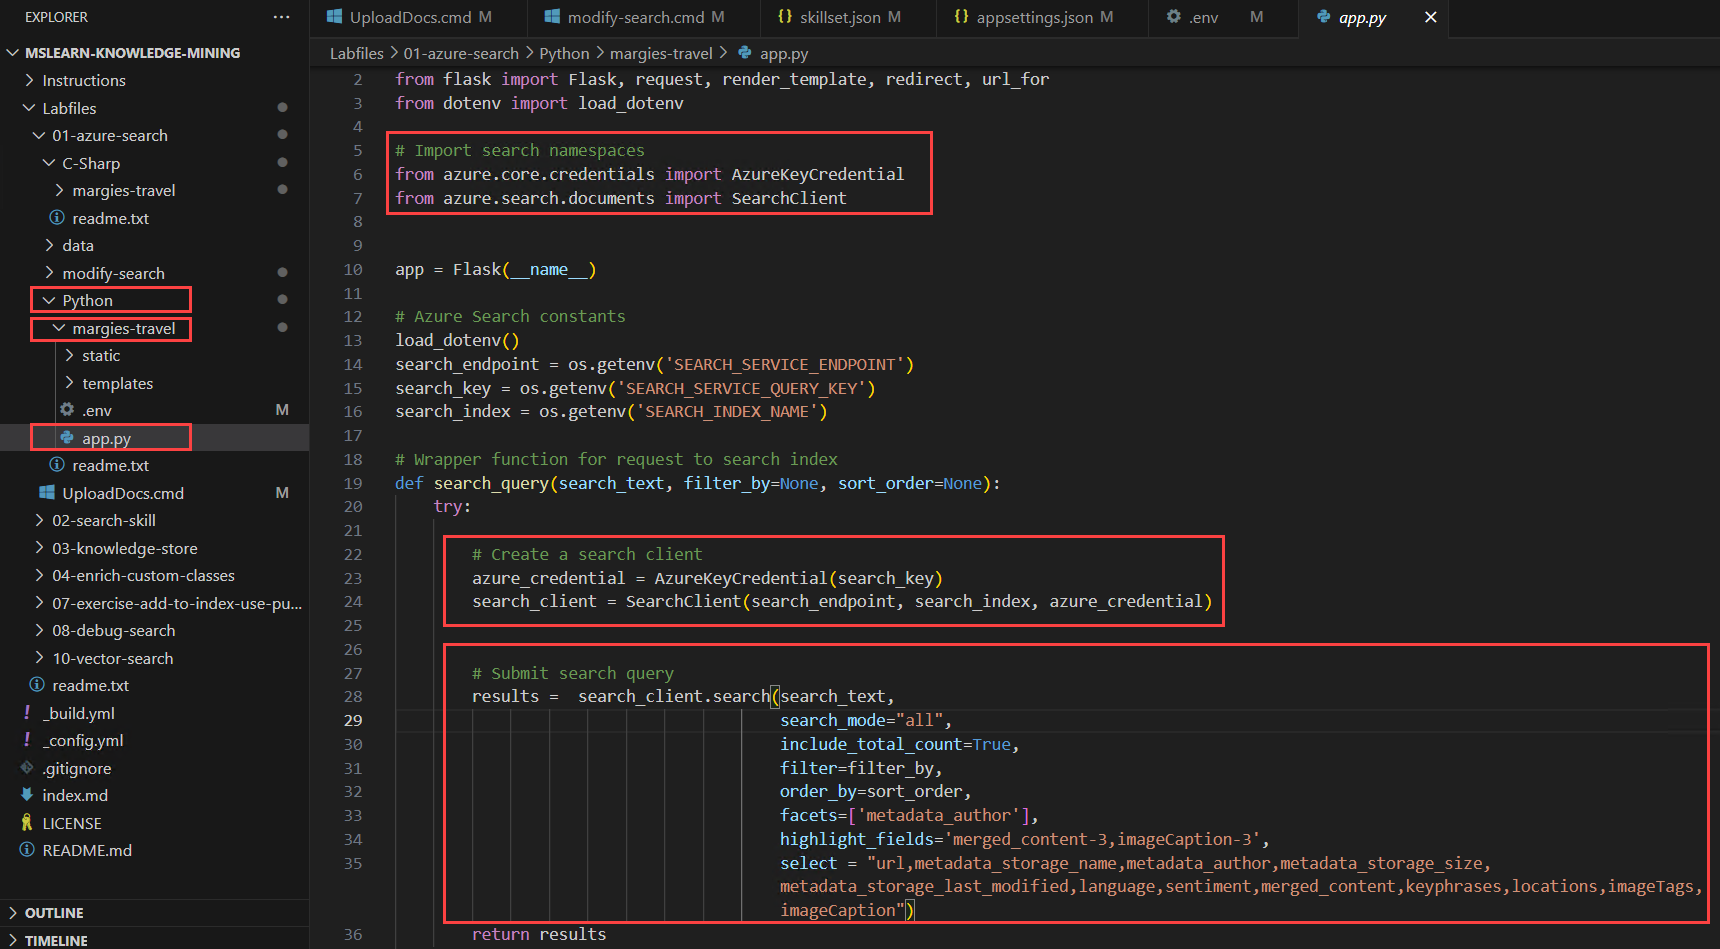 EXPLORER
MSLEARN-KNOWLEDGE-MINING
Instructions
Labfiles
01-azure-search
C-Sharp
margies-travel
readme.txt
data
modify-search
Python
margies-travel
static
templates
.env M
app.py
readme.txt
UploadDocs.cmd M
02-search-skill
03-knowledge-store
04-enrich-custom-classes
07-exercise-add-to-index-use-pu...
08-debug-search
10-vector-search
readme.txt
_build.yml
_config.yml
.gitignore
index.md
LICENSE
README.md
OUTLINE
TIMELINE
UploadDocs.cmd M modify-search.cmd M {} skillset.json M {} appsettings.json M .env M app.py
Labfiles > 01-azure-search > Python > margies-travel > app.py
2 from flask import Flask, request, render_template, redirect, url_for
3 from dotenv import load_dotenv
4
5 # Import search namespaces
6 from azure.core.credentials import AzureKeyCredential
7 from azure.search.documents import SearchClient
8
9
10 app = Flask(__name__)
11
12 # Azure Search constants
13 load_dotenv()
14 search_endpoint = os.getenv('SEARCH_SERVICE_ENDPOINT')
15 search_key = os.getenv('SEARCH_SERVICE_QUERY_KEY')
16 search_index = os.getenv('SEARCH_INDEX_NAME')
17
18 # Wrapper function for request to search index
19 def search_query(search_text, filter_by=None, sort_order=None):
20 try:
21
22 # Create a search client
23 azure_credential = AzureKeyCredential(search_key)
24 search_client = SearchClient(search_endpoint, search_index, azure_credential)
25
26
27 # Submit search query
28 results =  search_client.search(search_text,
29 search_mode="all",
30 include_total_count=True,
31 filter=filter_by,
32 order_by=sort_order,
33 facets=['metadata_author'],
34 highlight_fields='merged_content-3,imageCaption-3',
35 select = "url,metadata_storage_name,metadata_author,metadata_storage_size,
metadata_storage_last_modified,language,sentiment,merged_content,keyphrases,locations,imageTags,
imageCaption")
36 return results